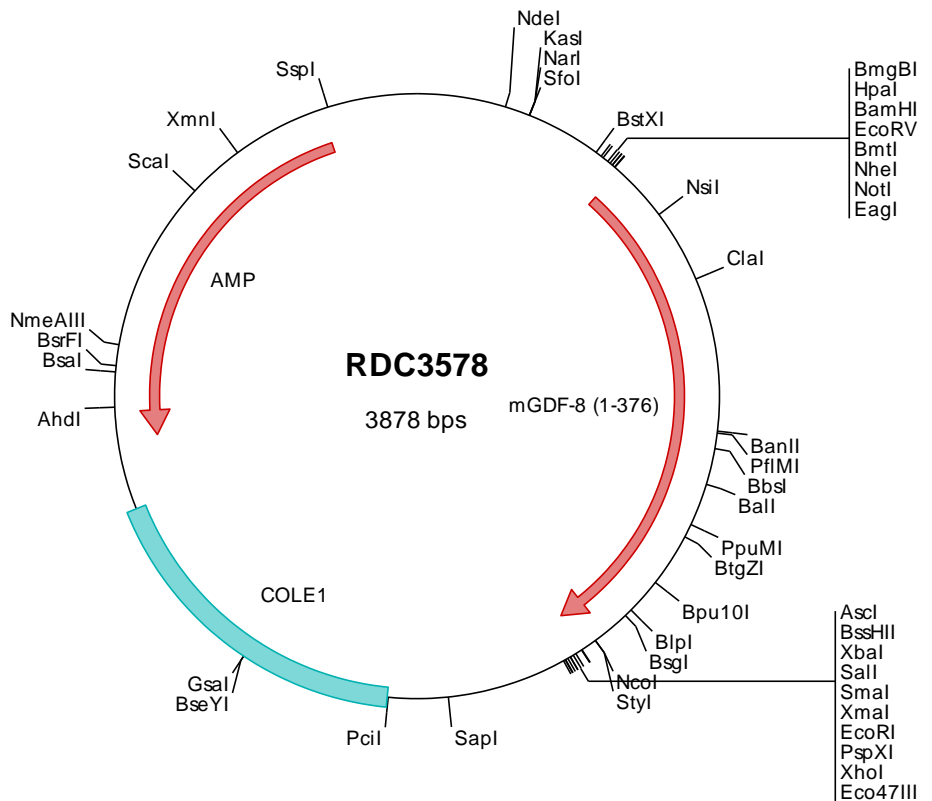 NdeI
KasI
NarI
SfoI
SspI
BstXI
BmgBI
HpaI
BamHI
EcoRV
BmtI
NheI
NotI
EagI
XmnI
ScaI
NsiI
ClaI
AMP
NmeAIII
BsrFI
BsaI
AhdI
RDC3578
3878 bps
mGDF-8 (1-376)
BanII
PflMI
BbsI
BalI
PpuMI
BtgZI
COLE1
Bpu10I
BlpI
BsgI
NcoI
StyI
AscI
BssHII
XbaI
SalI
SmaI
XmaI
EcoRI
PspXI
XhoI
Eco47III
GsaI
BseYI
PciI
SapI